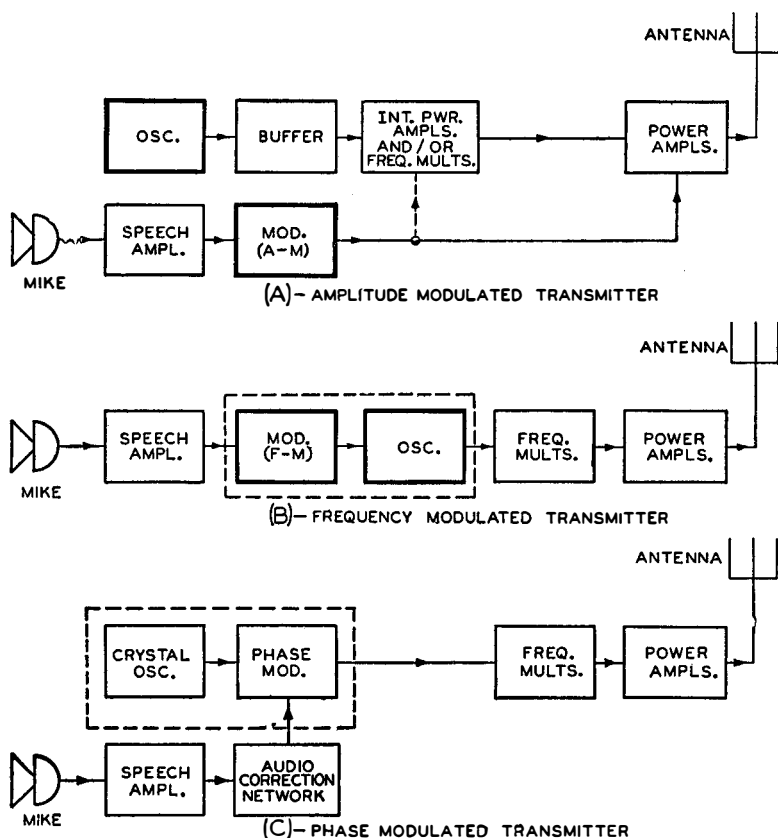 ANTENNA
OSC.
BUFFER
INT. PWR.
AMPLS.
AND/OR
FREQ. MULTS.
POWER
AMPLS.
MIKE
SPEECH
AMPL.
MOD.
(A-M)
(A)- AMPLITUDE MODULATED TRANSMITTER
ANTENNA
MIKE
SPEECH
AMPL.
MOD.
(F-M)
OSC.
FREQ.
MULTS.
POWER
AMPLS.
(B)- FREQUENCY MODULATED TRANSMITTER
ANTENNA
CRYSTAL
OSC.
PHASE
MOD.
FREQ.
MULTS.
POWER
AMPLS.
MIKE
SPEECH
AMPL.
AUDIO
CORRECTION
NETWORK
(C)- PHASE MODULATED TRANSMITTER